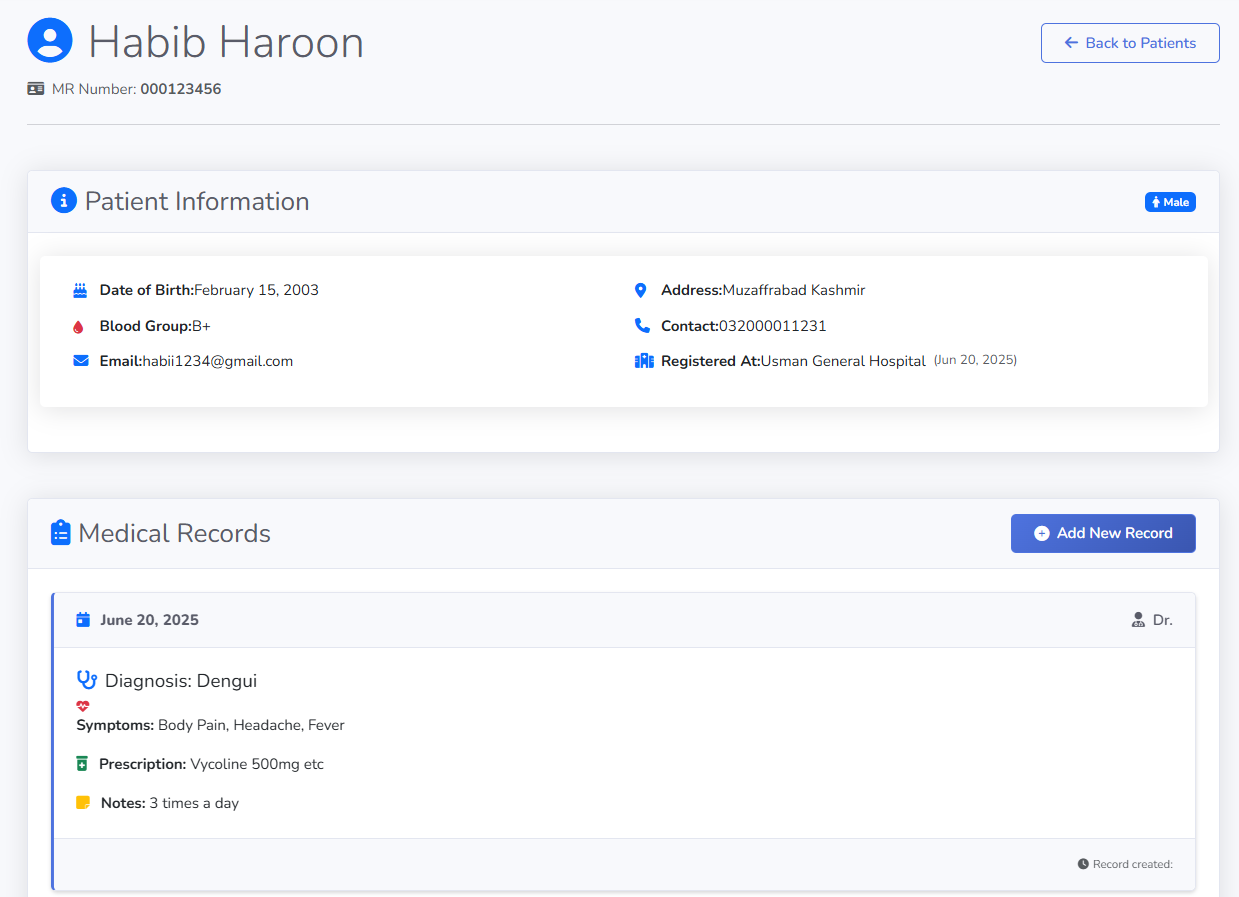 Habib Haroon
Back to Patients
MR Number: 000123456
Patient Information
Male
Date of Birth:February 15, 2003
Address:Muzaffrabad Kashmir
Blood Group:B+
Contact:032000011231
Email:habii1234@gmail.com
Registered At:Usman General Hospital (Jun 20, 2025)
Medical Records
Add New Record
June 20, 2025
Dr.
Diagnosis: Dengui
Symptoms: Body Pain, Headache, Fever
Prescription: Vycoline 500mg etc
Notes: 3 times a day
Record created: